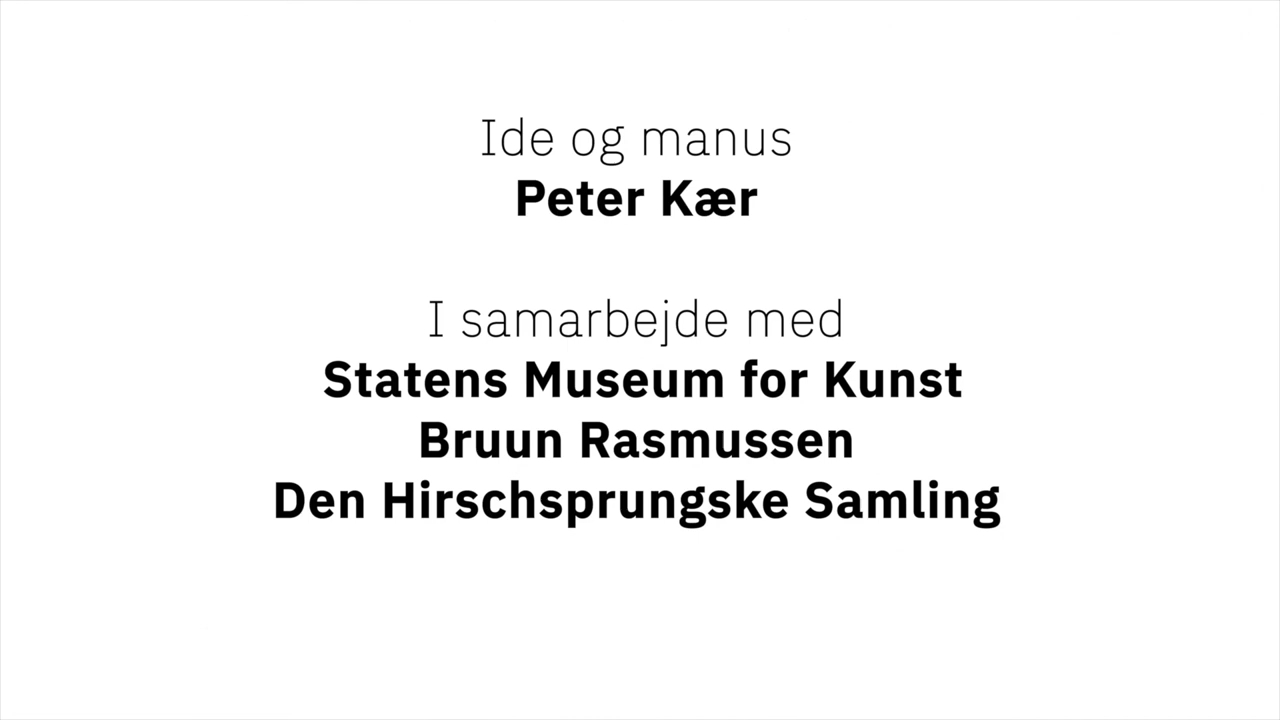 Ide og manus
Peter Kær
I samarbejde med
Statens Museum for Kunst
Bruun Rasmussen
Den Hirschsprungske Samling